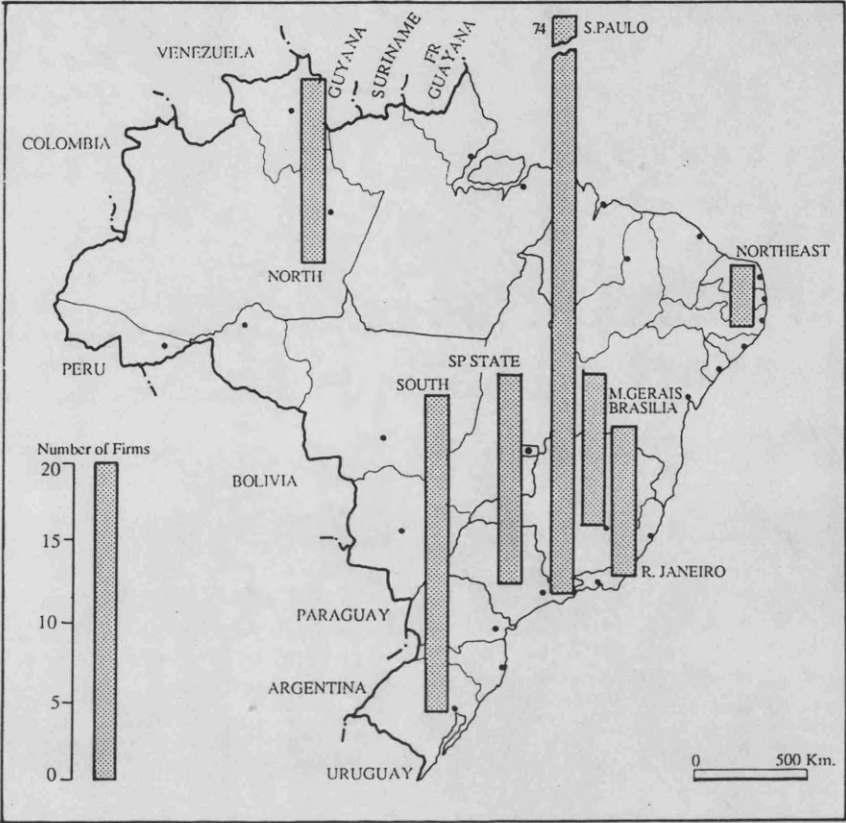 74 S.PAULO
VENEZUELA
GUYANA
SURINAME
FR
GUAYANA
COLOMBIA
NORTHEAST
NORTH
PERU
SP STATE
SOUTH
M.GERAIS
BRASILIA
Number of Firms
20
15
10
5
0
BOLIVIA
R. JANEIRO
PARAGUAY
ARGENTINA
URUGUAY
0 500 Km.